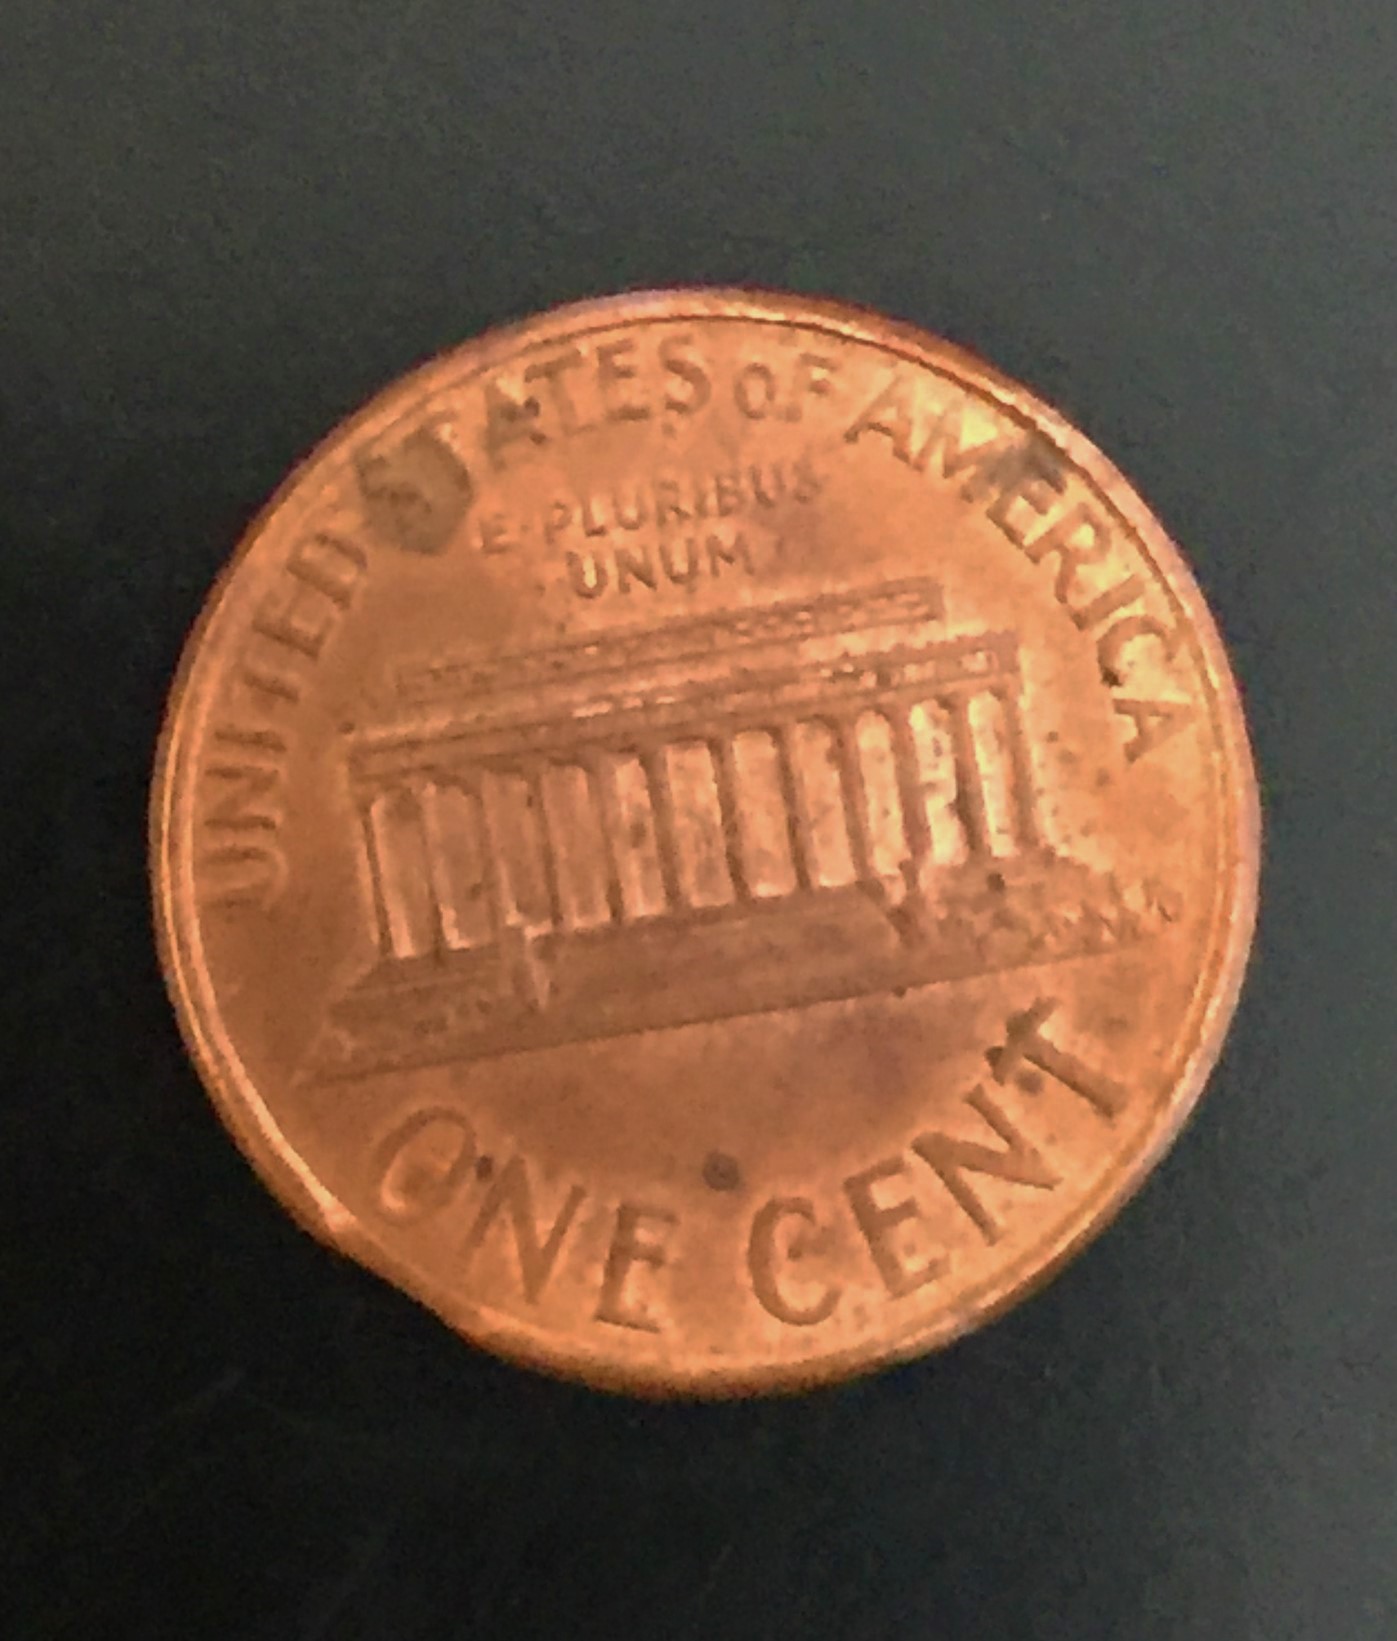 UNITED STATES OF AMERICA
E·PLURIBUS
UNUM
ONE CENT